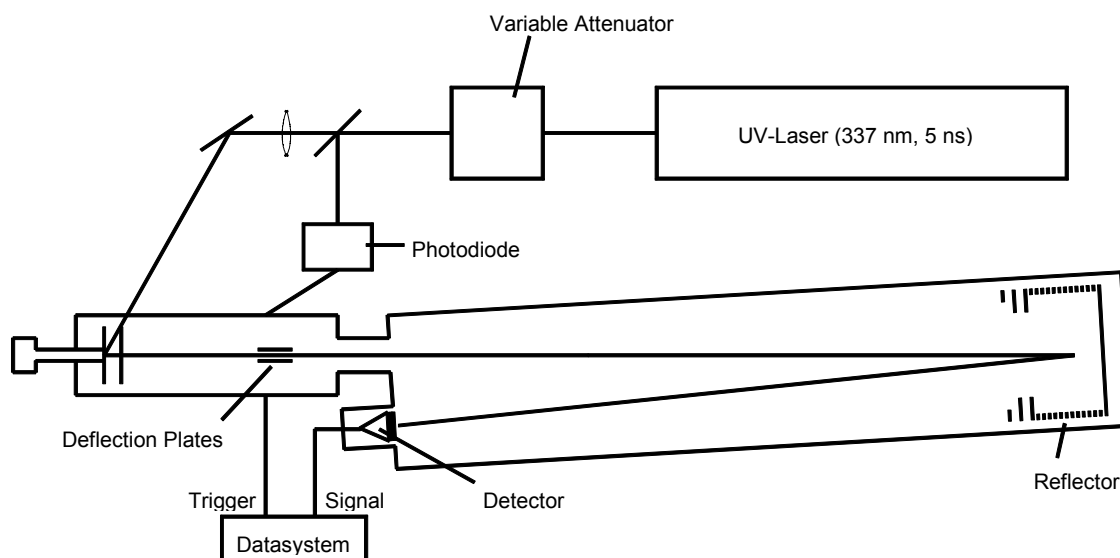 Variable Attenuator
UV-Laser (337 nm, 5 ns)
Photodiode
Deflection Plates
Reflector
Trigger
Signal
Detector
Datasystem